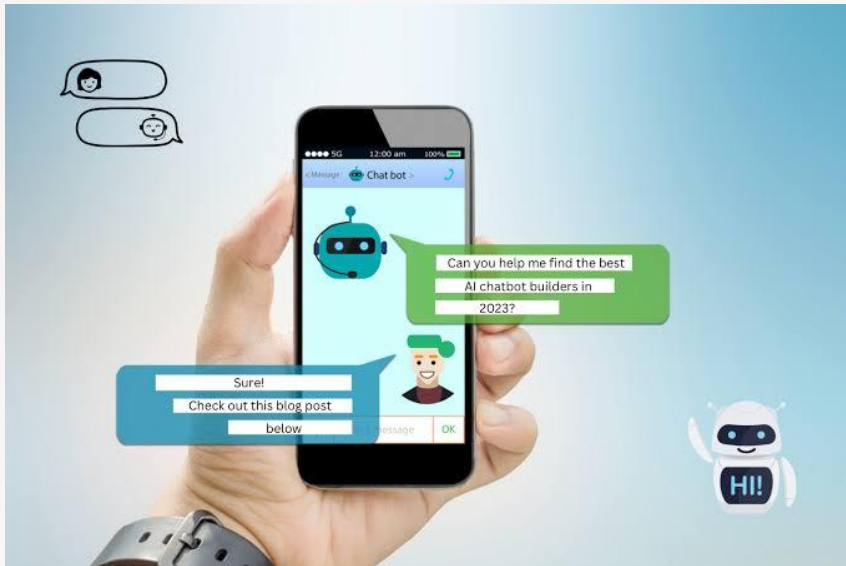 5G 12:00 am 100%
< Message Chat bot >
Can you help me find the best
AI chatbot builders in
2023?
Sure!
Check out this blog post
below
message OK
HI!